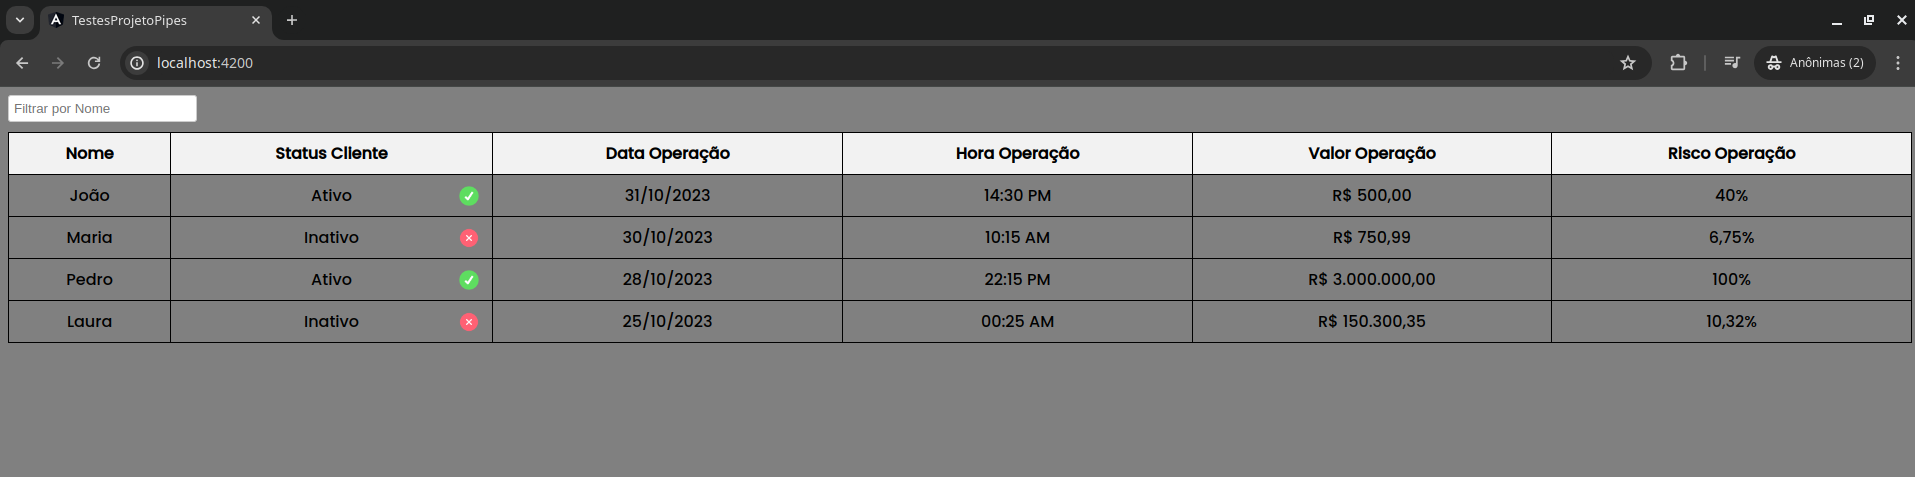 TestesProjetoPipes
localhost:4200
Anônimas (2)
Filtrar por Nome
Nome Status Cliente Data Operação Hora Operação Valor Operação Risco Operação
João Ativo 31/10/2023 14:30 PM R$ 500,00 40%
Maria Inativo 30/10/2023 10:15 AM R$ 750,99 6,75%
Pedro Ativo 28/10/2023 22:15 PM R$ 3.000.000,00 100%
Laura Inativo 25/10/2023 00:25 AM R$ 150.300,35 10,32%